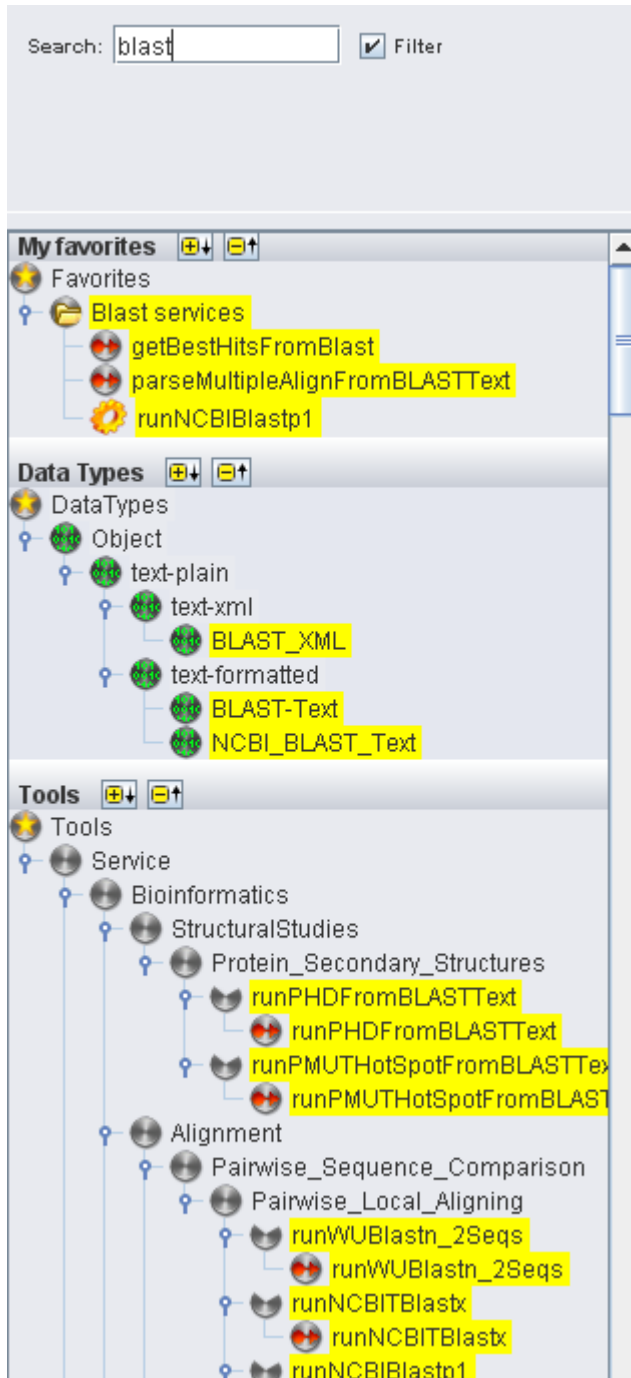 Search: blast Filter
My favorites
Favorites
Blast services
getBestHitsFromBlast
parseMultipleAlignFromBLASTText
runNCBIBlastp1
Data Types
DataTypes
Object
text-plain
text-xml
BLAST_XML
text-formatted
BLAST-Text
NCBI_BLAST_Text
Tools
Tools
Service
Bioinformatics
StructuralStudies
Protein_Secondary_Structures
runPHDFromBLASTText
runPHDFromBLASTText
runPMUTHotSpotFromBLASTTex
runPMUTHotSpotFromBLAST
Alignment
Pairwise_Sequence_Comparison
Pairwise_Local_Aligning
runWUBlastn_2Seqs
runWUBlastn_2Seqs
runNCBITBlastx
runNCBITBlastx
runNCBIBlastp1